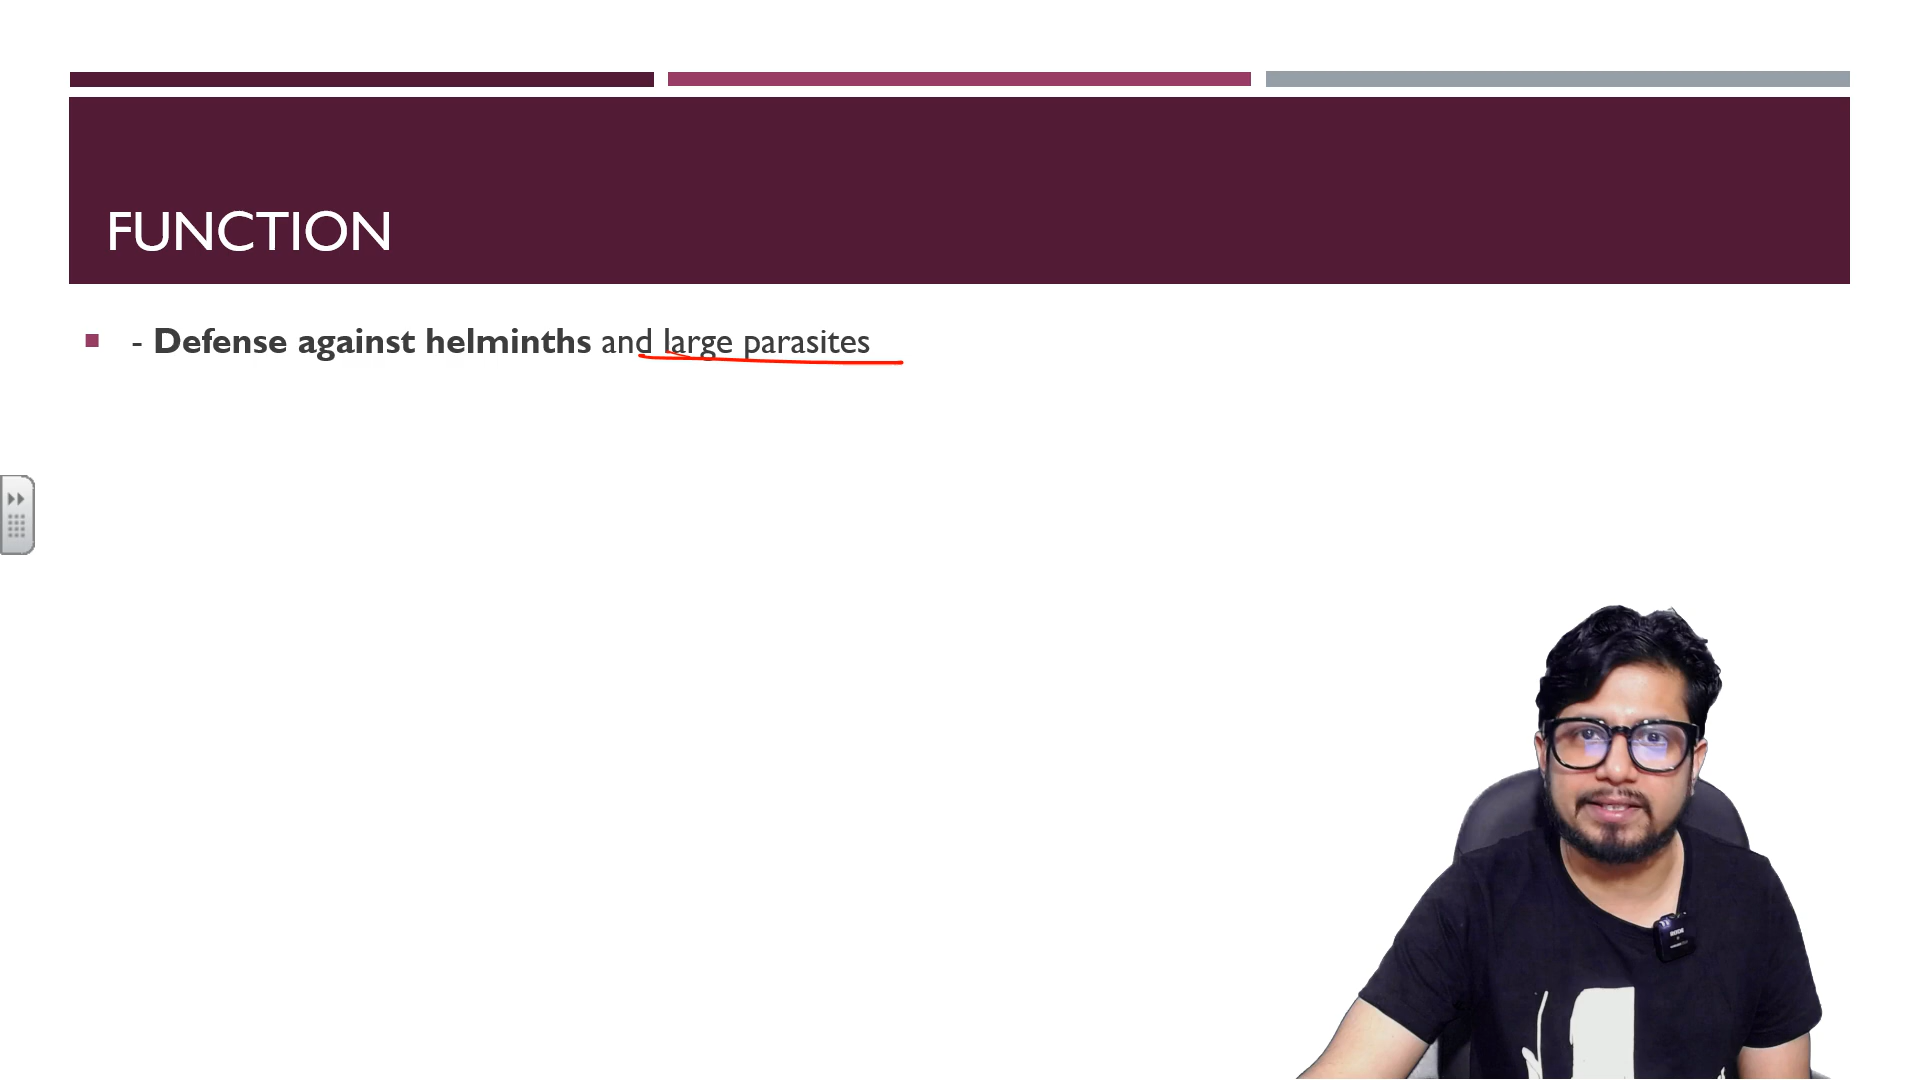 FUNCTION
- Defense against helminths and large parasites